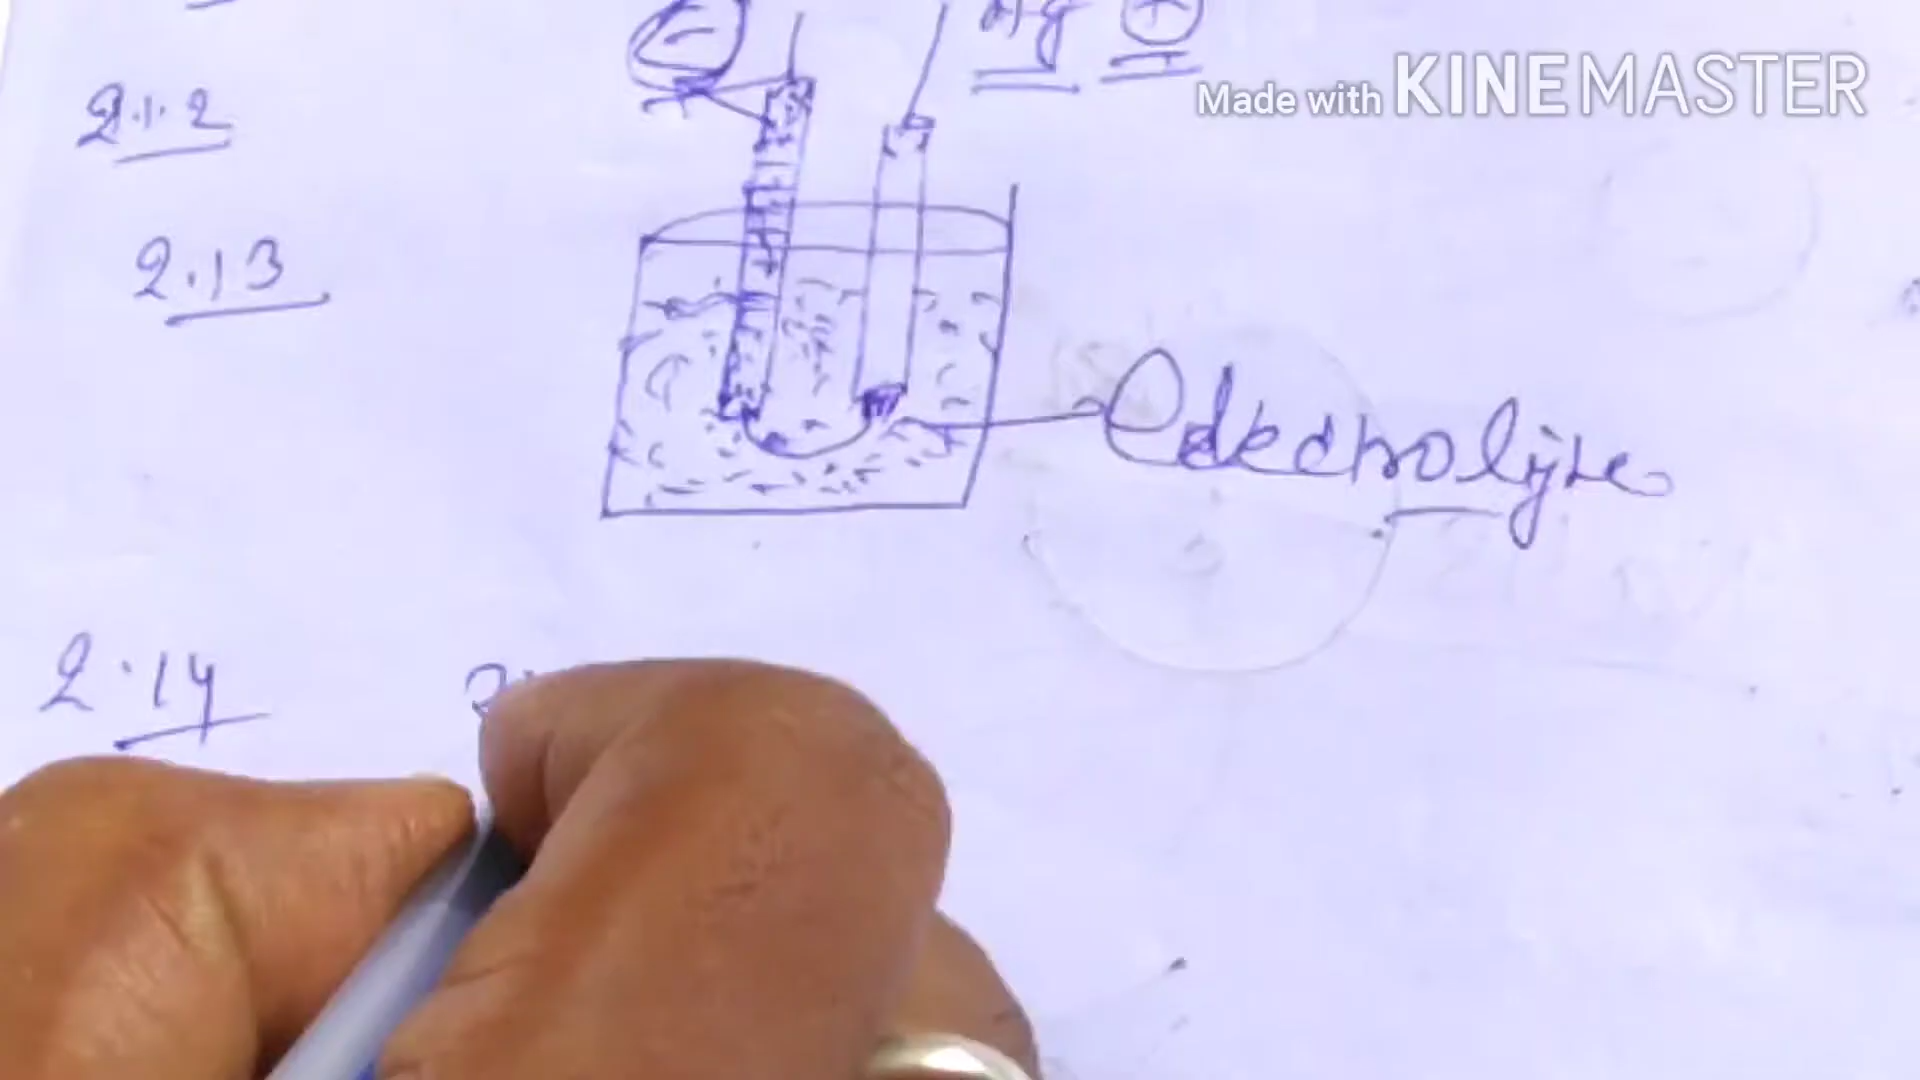 Ag +
Made with KINEMASTER
2.1.2
2.13
Electrolyte
2.14